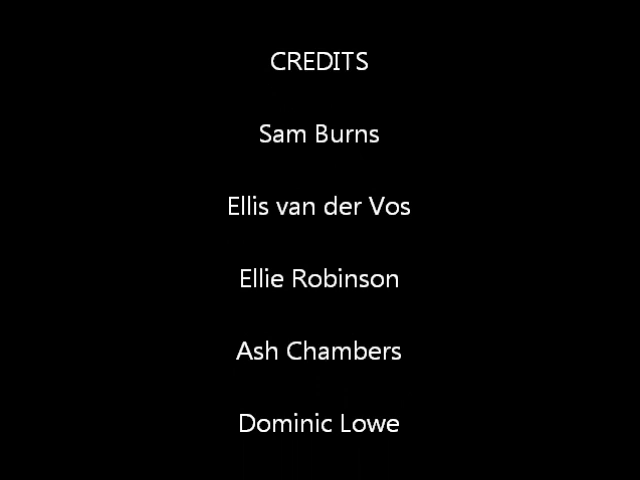 CREDITS
Sam Burns
Ellis van der Vos
Ellie Robinson
Ash Chambers
Dominic Lowe